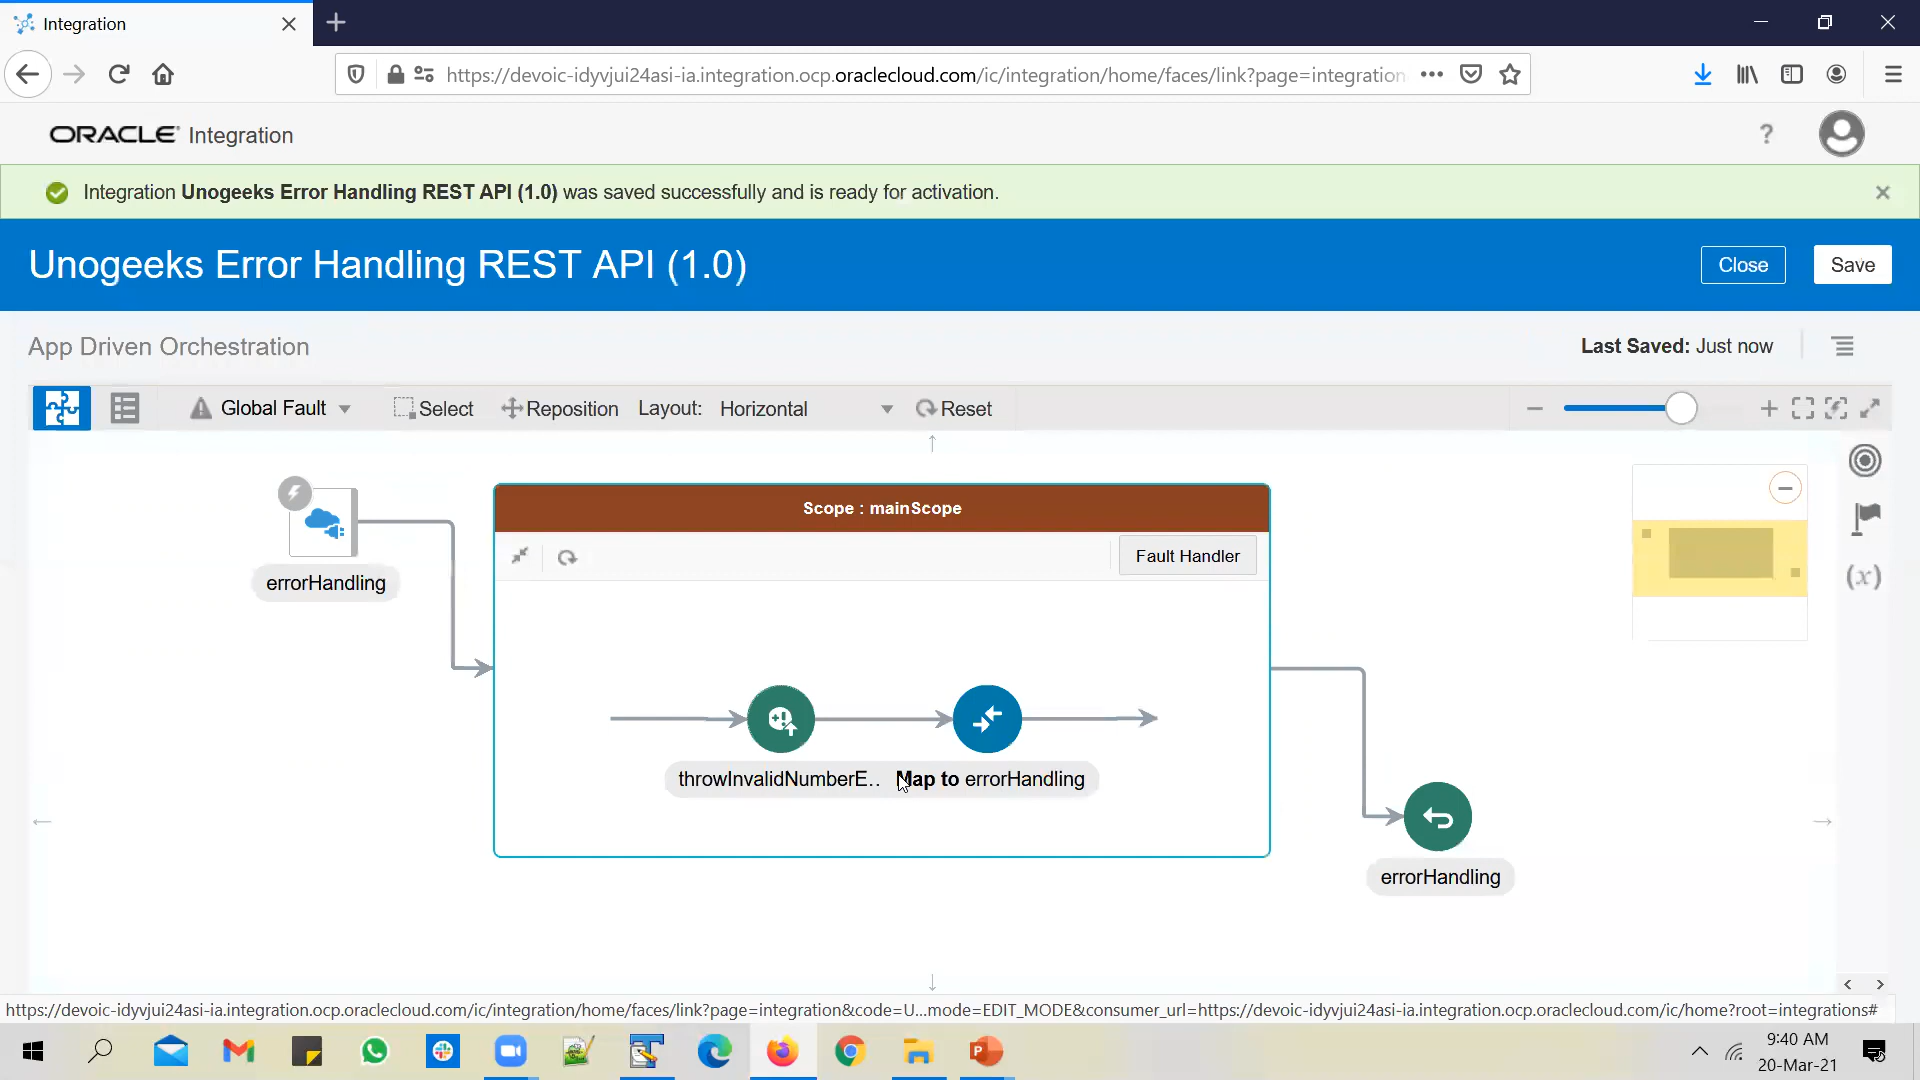 Integration
https://devoic-idyvjui24asi-ia.integration.ocp.oraclecloud.com/ic/integration/home/faces/link?page=integration
ORACLE Integration
?
Integration Unogeeks Error Handling REST API (1.0) was saved successfully and is ready for activation.
Unogeeks Error Handling REST API (1.0)
Close
Save
App Driven Orchestration
Last Saved: Just now
Global Fault
Select
Reposition
Layout: Horizontal
Reset
Scope : mainScope
Fault Handler
(x)
errorHandling
throwInvalidNumberE..
Map to errorHandling
errorHandling
https://devoic-idyvjui24asi-ia.integration.ocp.oraclecloud.com/ic/integration/home/faces/link?page=integration&code=U...mode=EDIT_MODE&consumer_url=https://devoic-idyvjui24asi-ia.integration.ocp.oraclecloud.com/ic/home?root=integrations#
9:40 AM
20-Mar-21